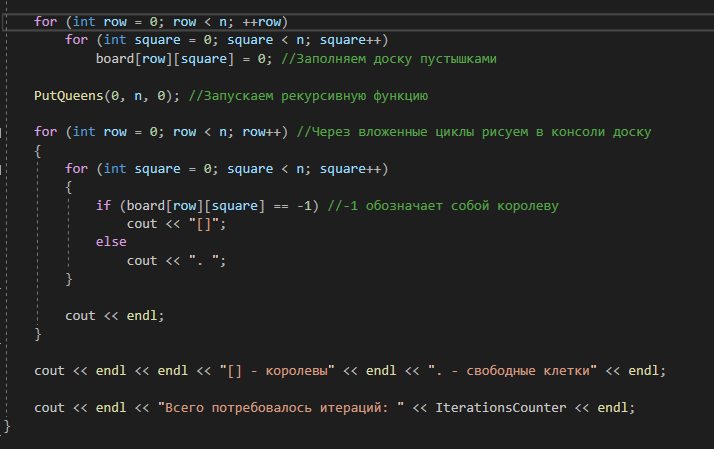 for (int row = 0; row < n; ++row)
for (int square = 0; square < n; square++)
board[row][square] = 0; //Заполняем доску пустышками
PutQueens(0, n, 0); //Запускаем рекурсивную функцию
for (int row = 0; row < n; row++) //Через вложенные циклы рисуем в консоли доску
{
for (int square = 0; square < n; square++)
{
if (board[row][square] == -1) //-1 обозначает собой королеву
cout << "[]";
else
cout << ". ";
}
cout << endl;
}
cout << endl << endl << "[] - королевы" << endl << ". - свободные клетки" << endl;
cout << endl << "Всего потребовалось итераций: " << IterationsCounter << endl;
}